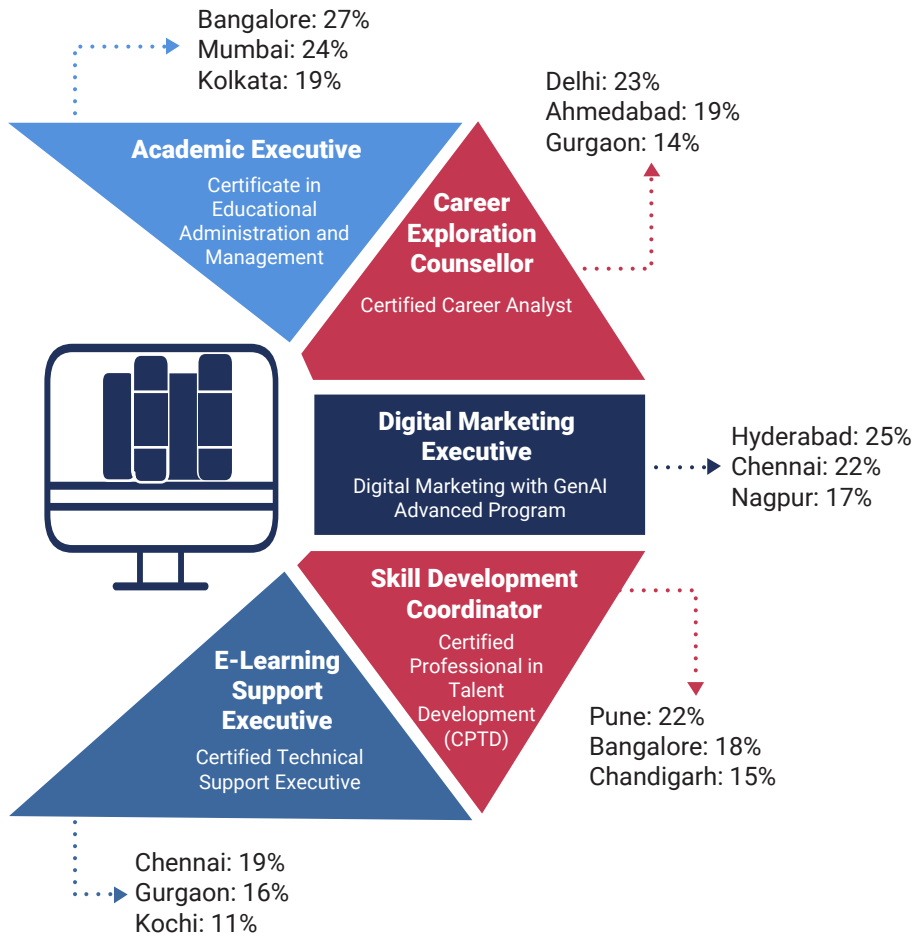 Bangalore: 27%
Mumbai: 24%
Kolkata: 19%
Academic Executive
Certificate in
Educational
Administration and
Management
Delhi: 23%
Ahmedabad: 19%
Gurgaon: 14%
Career
Exploration
Counsellor
Certified Career Analyst
Digital Marketing
Executive
Digital Marketing with GenAI
Advanced Program
Hyderabad: 25%
Chennai: 22%
Nagpur: 17%
Skill Development
Coordinator
Certified
Professional in
Talent
Development
(CPTD)
Pune: 22%
Bangalore: 18%
Chandigarh: 15%
E-Learning
Support
Executive
Certified Technical
Support Executive
Chennai: 19%
Gurgaon: 16%
Kochi: 11%